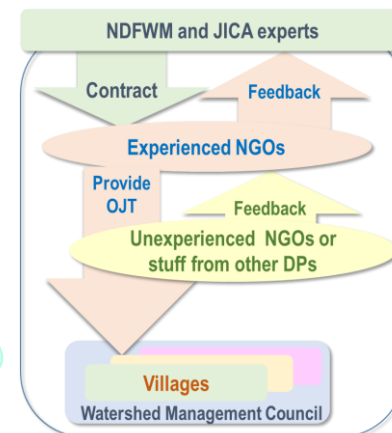 NDFWM and JICA experts
Contract
Feedback
Experienced NGOs
Provide
OJT
Feedback
Unexperienced NGOs or
stuff from other DPs
Villages
Watershed Management Council